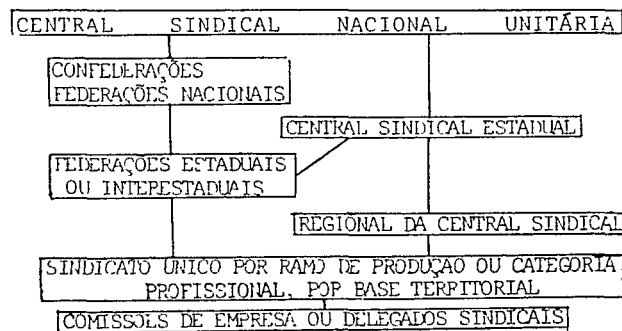 CENTRAL SINDICAL NACIONAL UNITÁRIA
CONFEDERAÇÕES
FEDERAÇÕES NACIONAIS
CENTRAL SINDICAL ESTADUAL
FEDERAÇÕES ESTADUAIS
OU INTERESTADUAIS
REGIONAL DA CENTRAL SINDICAL
SINDICATO UNICO POR RAMO DE PRODUÇÃO OU CATEGORIA
PROFISSIONAL, POR BASE TERRITORIAL
COMISSÕES DE EMPRESA OU DELEGADOS SINDICAIS